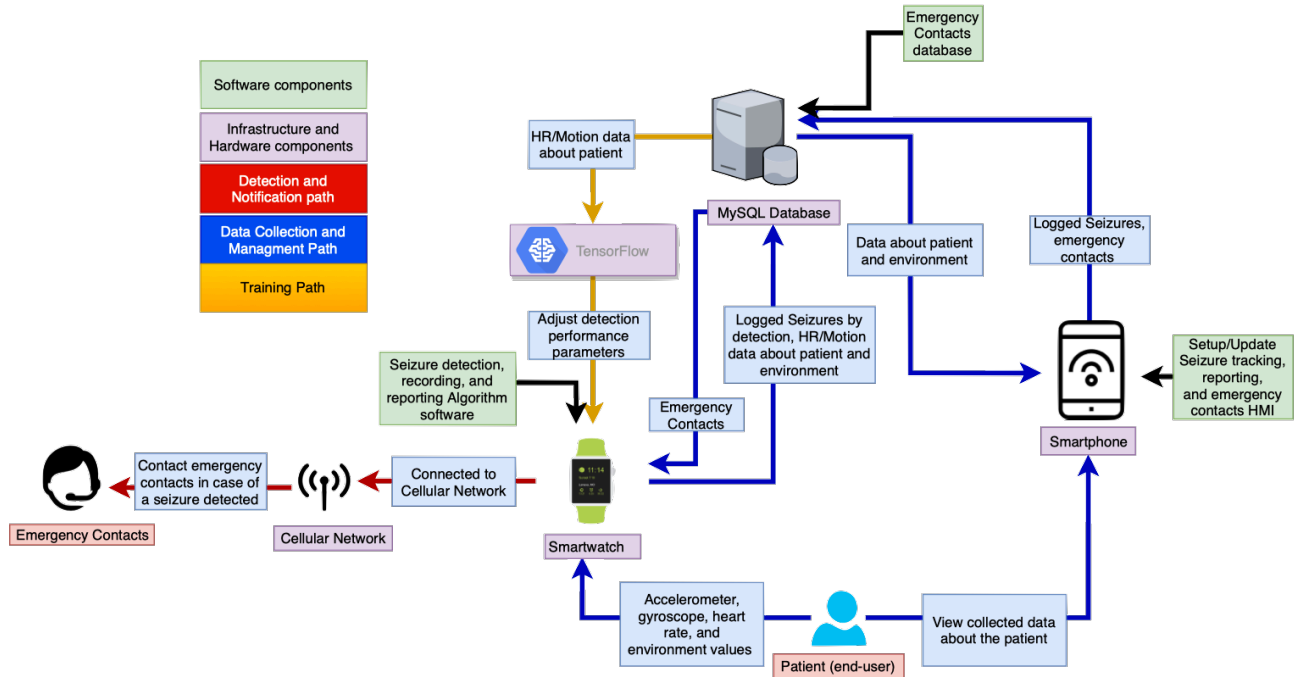 Emergency
Contacts
database
Software components
Infrastructure and
Hardware components
Detection and
Notification path
Data Collection and
Managment Path
Training Path
HR/Motion data
about patient
MySQL Database
TensorFlow
Data about patient
and environment
Logged Seizures,
emergency
contacts
Adjust detection
performance
parameters
Logged Seizures by
detection, HR/Motion
data about patient and
environment
Seizure detection,
recording, and
reporting Algorithm
software
Setup/Update
Seizure tracking,
reporting,
and emergency
contacts HMI
Emergency
Contacts
Smartphone
Contact emergency
contacts in case of
a seizure detected
Connected to
Cellular Network
11:14
Emergency Contacts
Cellular Network
Smartwatch
Accelerometer,
gyroscope, heart
rate, and
environment values
View collected data
about the patient
Patient (end-user)